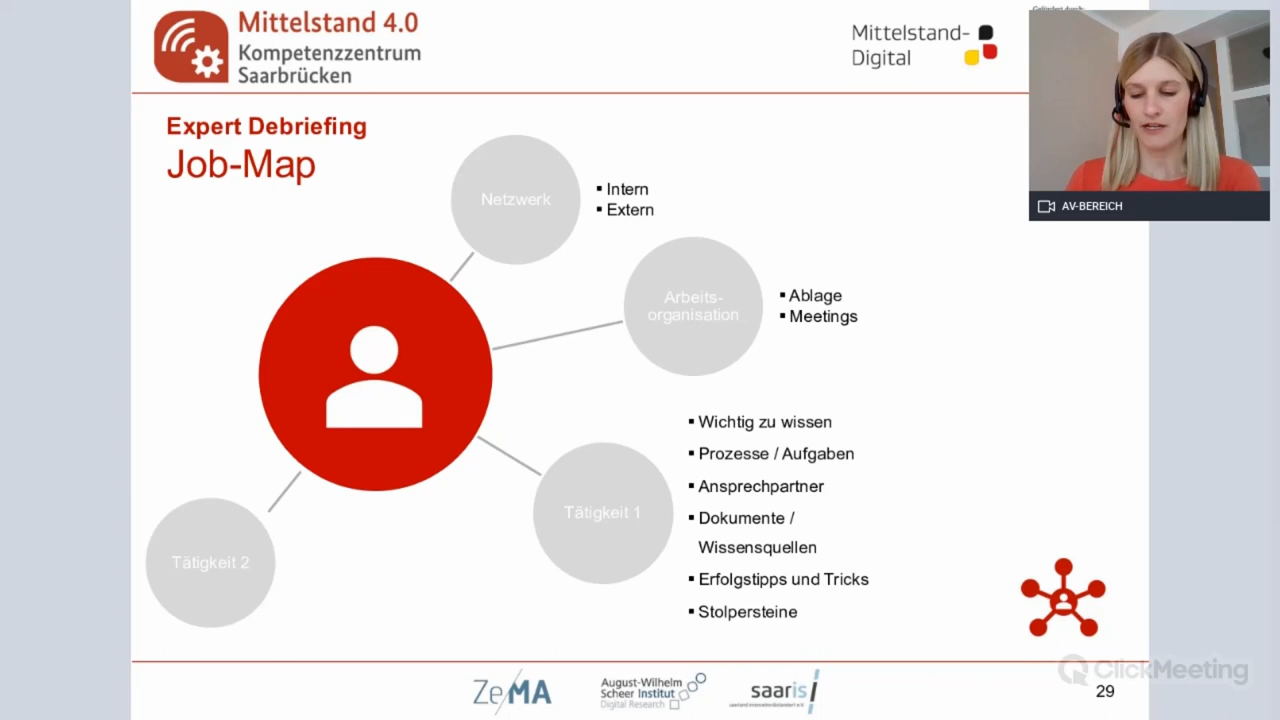 Mittelstand 4.0
Kompetenzzentrum
Saarbrücken
Mittelstand-
Digital
Gefördert durch:
AV-BEREICH
Expert Debriefing
Job-Map
Netzwerk
▪ Intern
▪ Extern
Arbeits-
organisation
▪ Ablage
▪ Meetings
Tätigkeit 1
▪ Wichtig zu wissen
▪ Prozesse / Aufgaben
▪ Ansprechpartner
▪ Dokumente /
Wissensquellen
▪ Erfolgstipps und Tricks
▪ Stolpersteine
Tätigkeit 2
ZeMA
August-Wilhelm
Scheer Institut
Digital Research
saaris
ClickMeeting
29